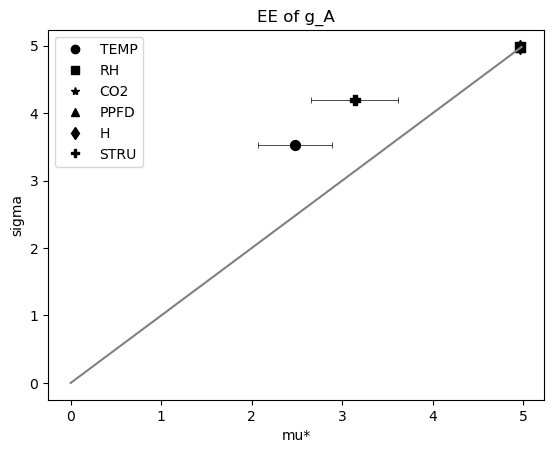 EE of g_A
TEMP
RH
CO2
PPFD
H
STRU
sigma
5
4
3
2
1
0
0 1 2 3 4 5
mu*